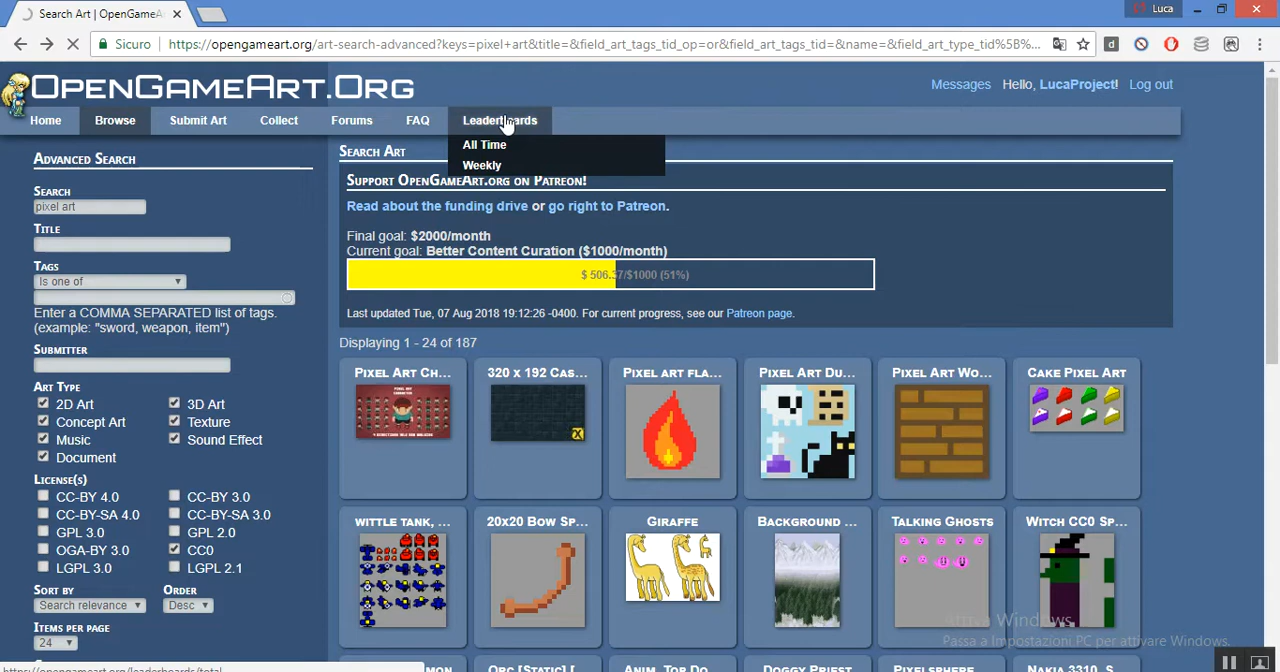 Search Art | OpenGameA
Luca
Sicuro
https://opengameart.org/art-search-advanced?keys=pixel+art&title=&field_art_tags_tid_op=or&field_art_tags_tid=&name=&field_art_type_tid%5B%...
OpenGameArt.Org
Messages Hello, LucaProject! Log out
Home Browse Submit Art Collect Forums FAQ Leaderboards
All Time
Weekly
Advanced Search
Search
pixel art
Title
Tags
Is one of
Enter a COMMA SEPARATED list of tags.
(example: "sword, weapon, item")
Submitter
Art Type
2D Art 3D Art
Concept Art Texture
Music Sound Effect
Document
License(s)
CC-BY 4.0 CC-BY 3.0
CC-BY-SA 4.0 CC-BY-SA 3.0
GPL 3.0 GPL 2.0
OGA-BY 3.0 CC0
LGPL 3.0 LGPL 2.1
Sort by Order
Search relevance Desc
Items per page
24
Search Art
Support OpenGameArt.org on Patreon!
Read about the funding drive or go right to Patreon.
Final goal: $2000/month
Current goal: Better Content Curation ($1000/month)
$ 506.37/$1000 (51%)
Last updated Tue, 07 Aug 2018 19:12:26 -0400. For current progress, see our Patreon page.
Displaying 1 - 24 of 187
Pixel Art Ch... 320 x 192 Cas... Pixel art fla... Pixel Art Du... Pixel Art Wo... Cake Pixel Art
wittle tank, ... 20x20 Bow Sp... Giraffe Background ... Talking Ghosts Witch CC0 Sp...
Orc [Static] [ Anim. Tor Do Doggy Priest Pixelsphere Nakia 3310 S
Attiva Windows
Passa a Impostazioni PC per attivare Windows.
https://opengameart.org/leaderboards/total